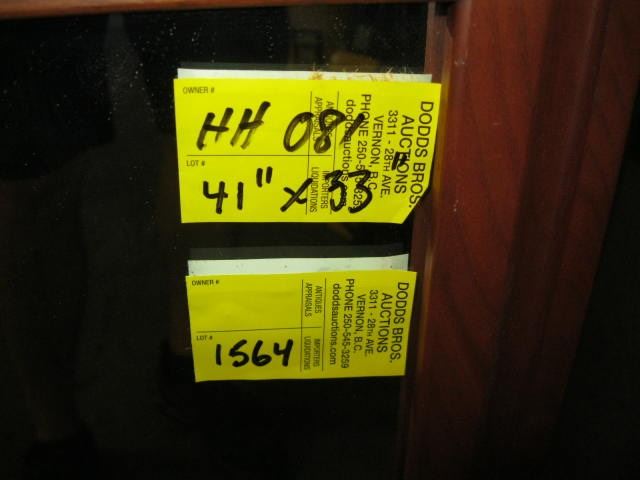 OWNER #
HH 081
LOT #
41" x 53"
ANTIQUES
APPRAISALS
IMPORTERS
LIQUIDATIONS
DODDS BROS.
AUCTIONS
3311 - 28TH AVE.
VERNON, B.C.
PHONE 250-545-3259
doddsauctions.com
OWNER #
LOT #
1564
ANTIQUES
APPRAISALS
IMPORTERS
LIQUIDATIONS
DODDS BROS.
AUCTIONS
3311 - 28TH AVE.
VERNON, B.C.
PHONE 250-545-3259
doddsauctions.com